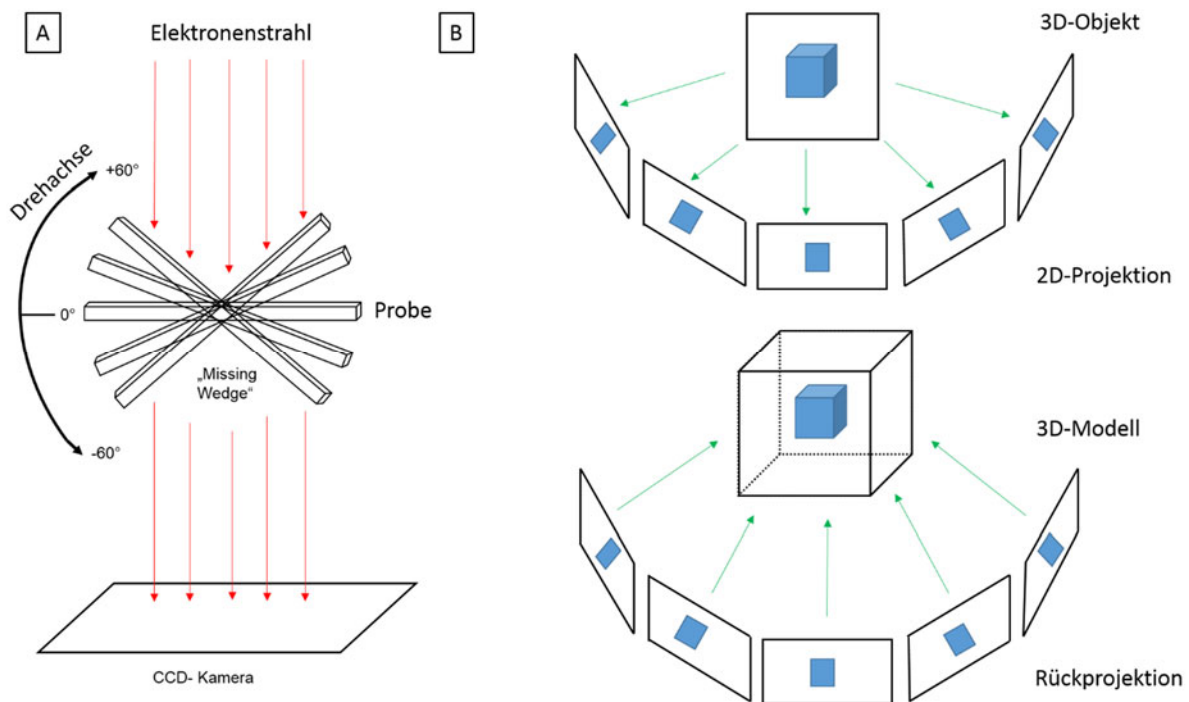 A
Elektronenstrahl
Drehachse
+60°
0°
-60°
Probe
„Missing
Wedge“
CCD- Kamera
B
3D-Objekt
2D-Projektion
3D-Modell
Rückprojektion